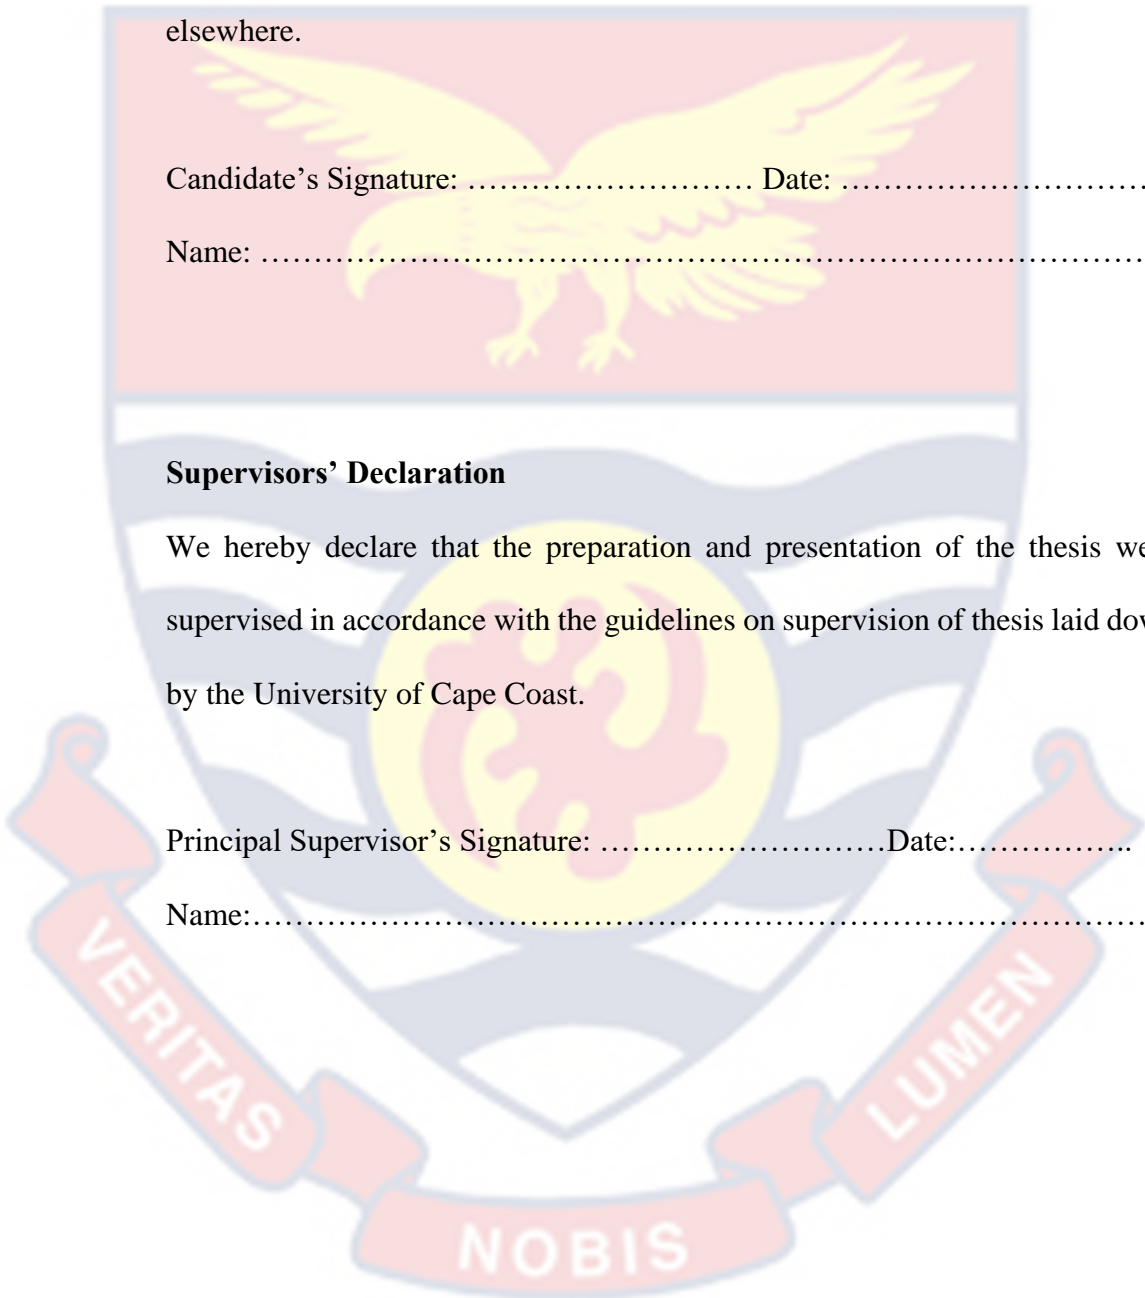 elsewhere.
Candidate’s Signature: ……………………… Date: …………………………
Name: …………………………………………………………………………
Supervisors’ Declaration
We hereby declare that the preparation and presentation of the thesis we
supervised in accordance with the guidelines on supervision of thesis laid dow
by the University of Cape Coast.
Principal Supervisor’s Signature: ………………………Date:……………..
Name:…………………………………………………………………………
VERITAS
NOBIS
LUMEN